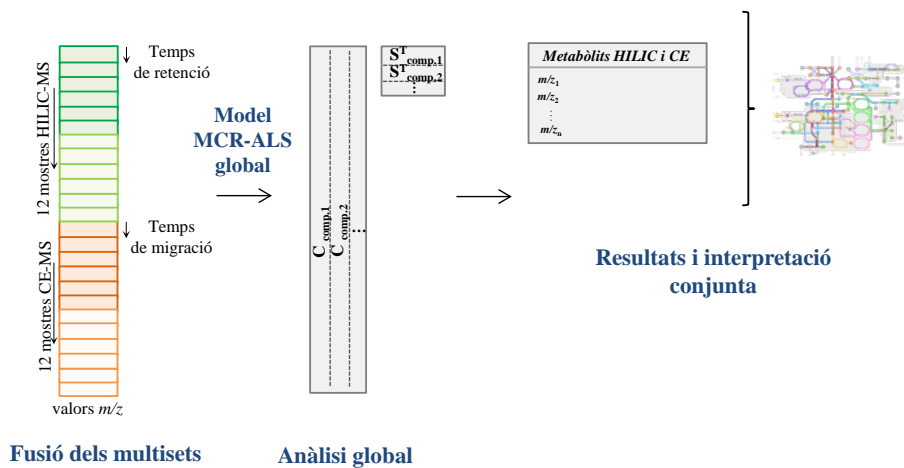 12 mostres HILIC-MS
Temps
de retenció
12 mostres CE-MS
Temps
de migració
valors m/z
Fusió dels multisets
Model
MCR-ALS
global
C comp.1
C comp.2
...
S^T comp.1
S^T comp.2
...
Anàlisi global
Metabòlits HILIC i CE
m/z1
m/z2
⋮
m/zn
Resultats i interpretació
conjunta